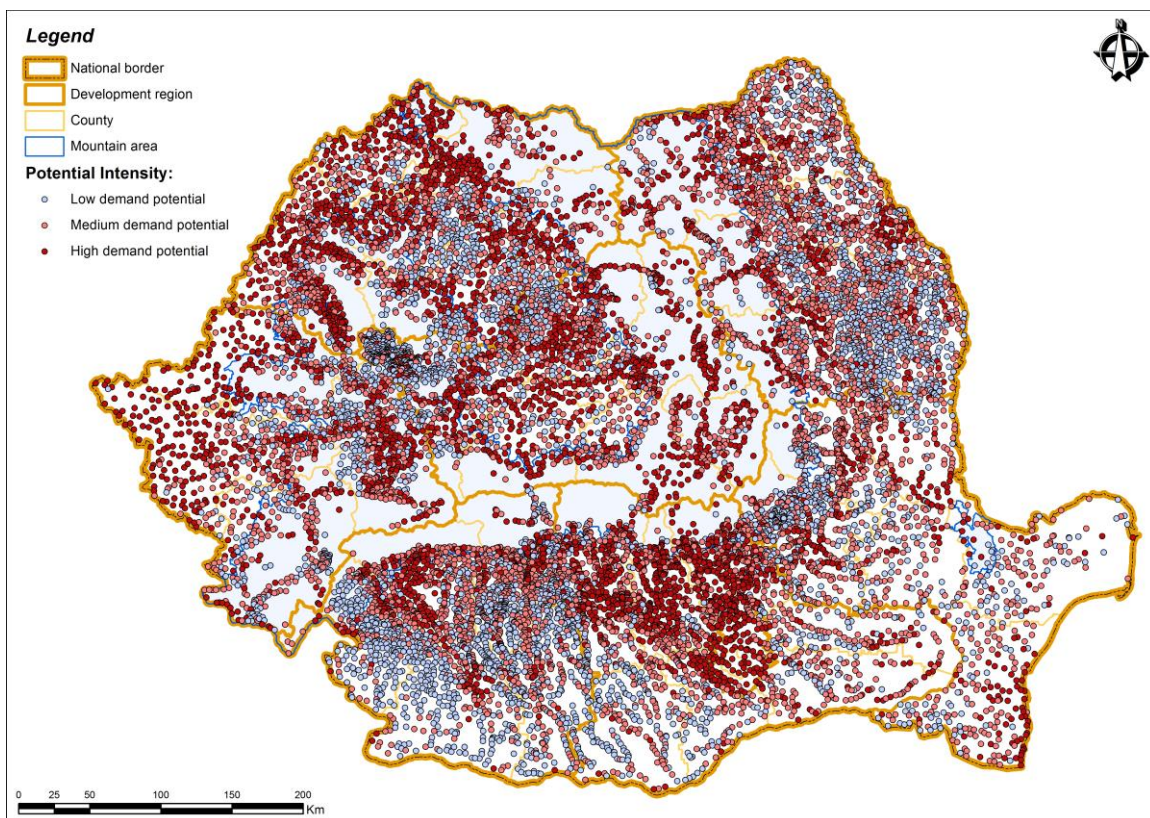 Legend
National border
Development region
County
Mountain area
Potential Intensity:
Low demand potential
Medium demand potential
High demand potential
N
0 25 50 100 150 200
Km